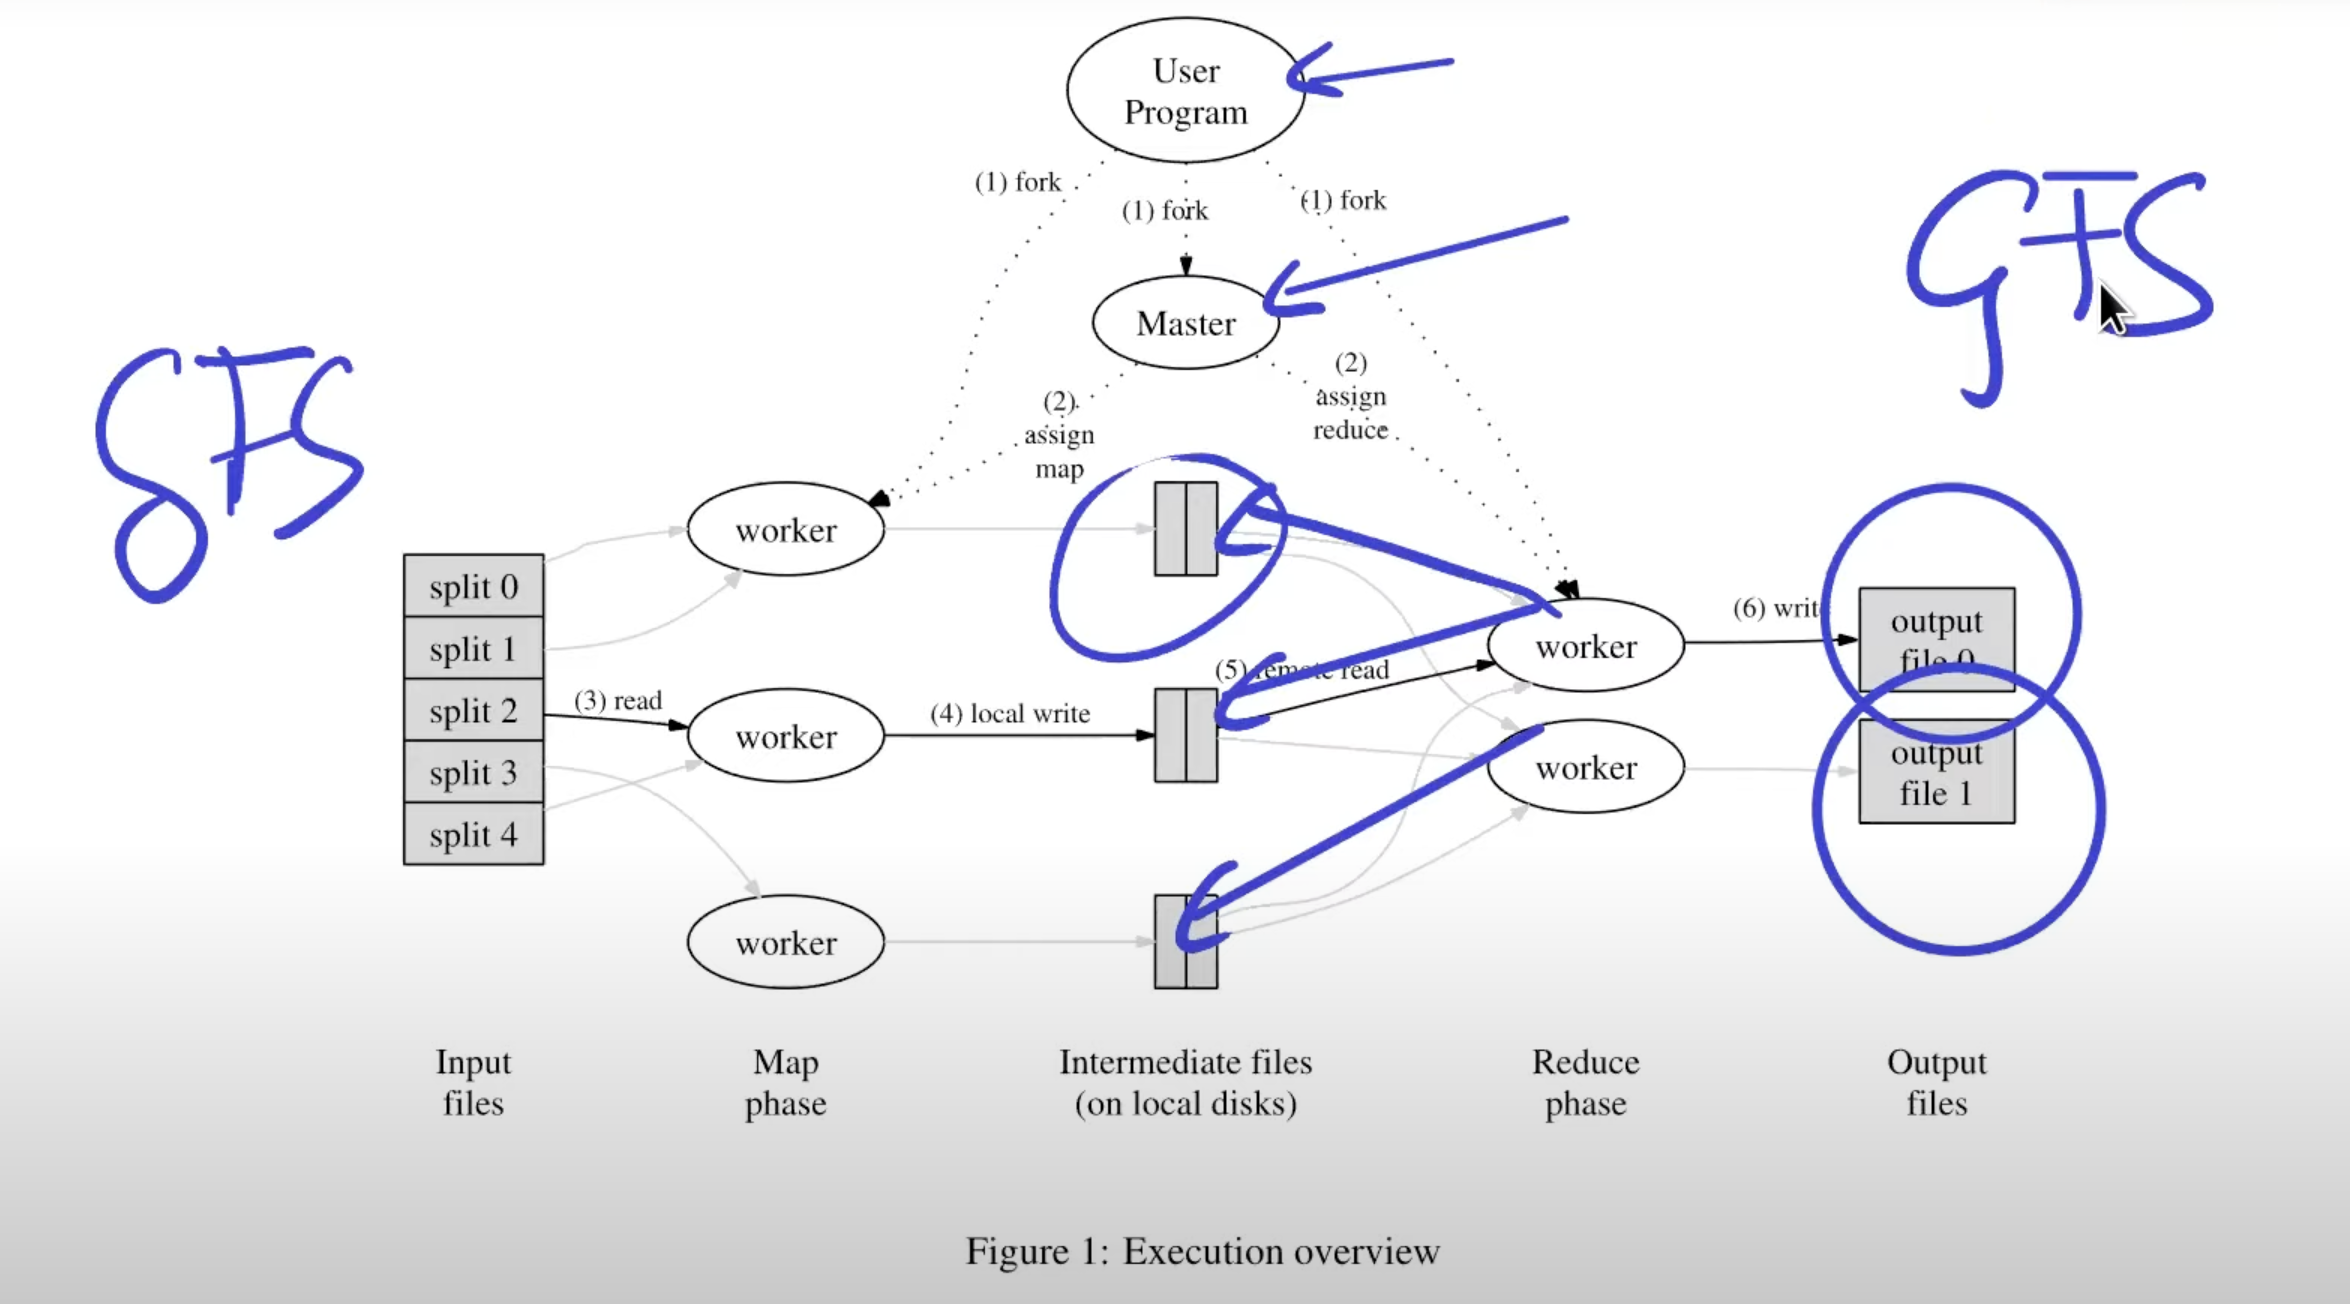 User
Program
(1) fork
(1) fork
(1) fork
GFS
Master
(2)
assign
map
(2)
assign
reduce
GFS
split 0
split 1
split 2
split 3
split 4
worker
worker
worker
(3) read
(4) local write
(5) remote read
worker
worker
(6) write
output
file 0
output
file 1
Input
files
Map
phase
Intermediate files
(on local disks)
Reduce
phase
Output
files
Figure 1: Execution overview